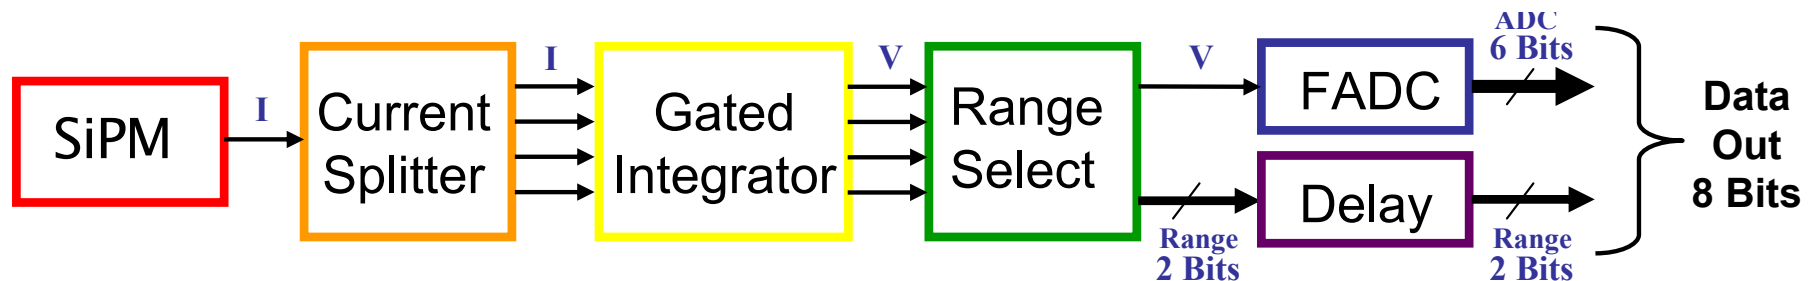 SiPM
I
Current
Splitter
I
Gated
Integrator
V
Range
Select
V
Range
2 Bits
FADC
Delay
ADC
6 Bits
Range
2 Bits
Data
Out
8 Bits